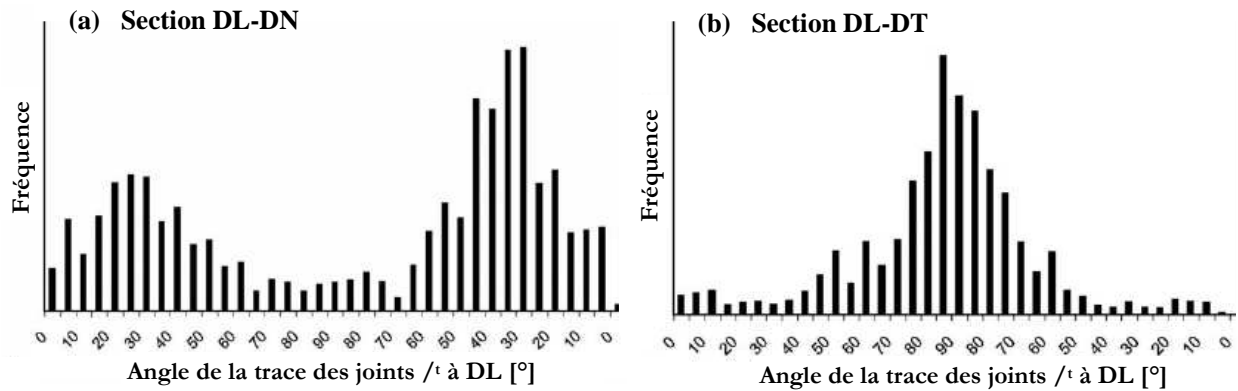 (a) Section DL-DN
Fréquence
0 10 20 30 40 50 60 70 80 90 80 70 60 50 40 30 10 0
Angle de la trace des joints /ᵗ à DL [°]
(b) Section DL-DT
Fréquence
0 10 20 30 40 50 60 70 80 90 80 70 60 50 40 30 20 10 0
Angle de la trace des joints /ᵗ à DL [°]